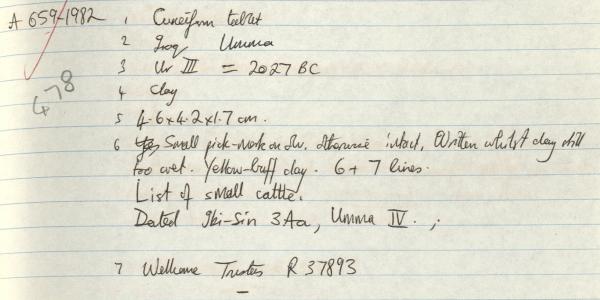 A 659-1982 1 Cuneiform tablet
2 Iraq Umma
3 Ur III = 2027 BC
4 Clay
478
5 4.6 x 4.2 x 1.7 cm.
6 Small pick-mark on Obv. otherwise intact. Written whilst clay still
too wet. Yellow-buff clay. 6 + 7 lines.
List of small cattle.
Dated Ibi-Sin 3Aa, Umma IV. ;
7 Wellcome Trustees R 37893